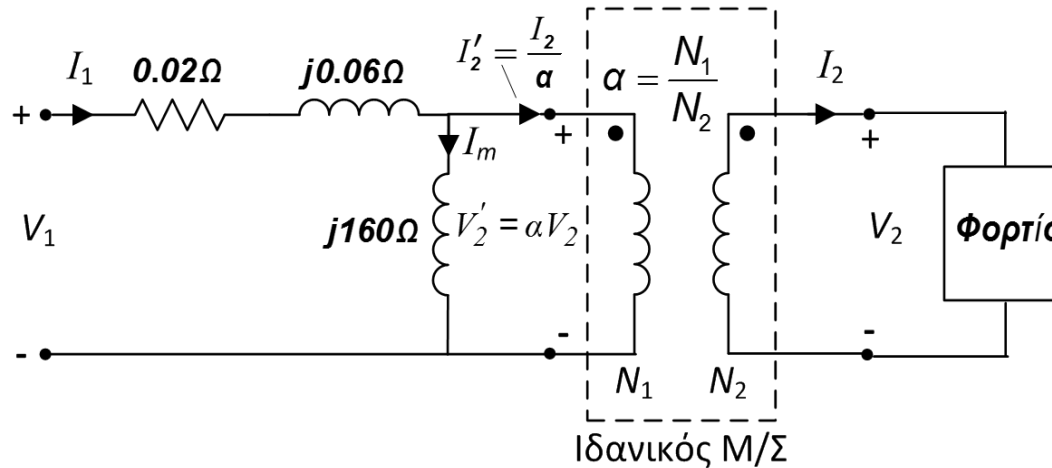 I₁
0.02Ω
j0.06Ω
I₂′ = I₂/α
α = N₁/N₂
I₂
+
+
+
Iₘ
V₁
j160Ω
V₂′ = αV₂
V₂
Φορτίο
-
-
-
N₁
N₂
Ιδανικός Μ/Σ